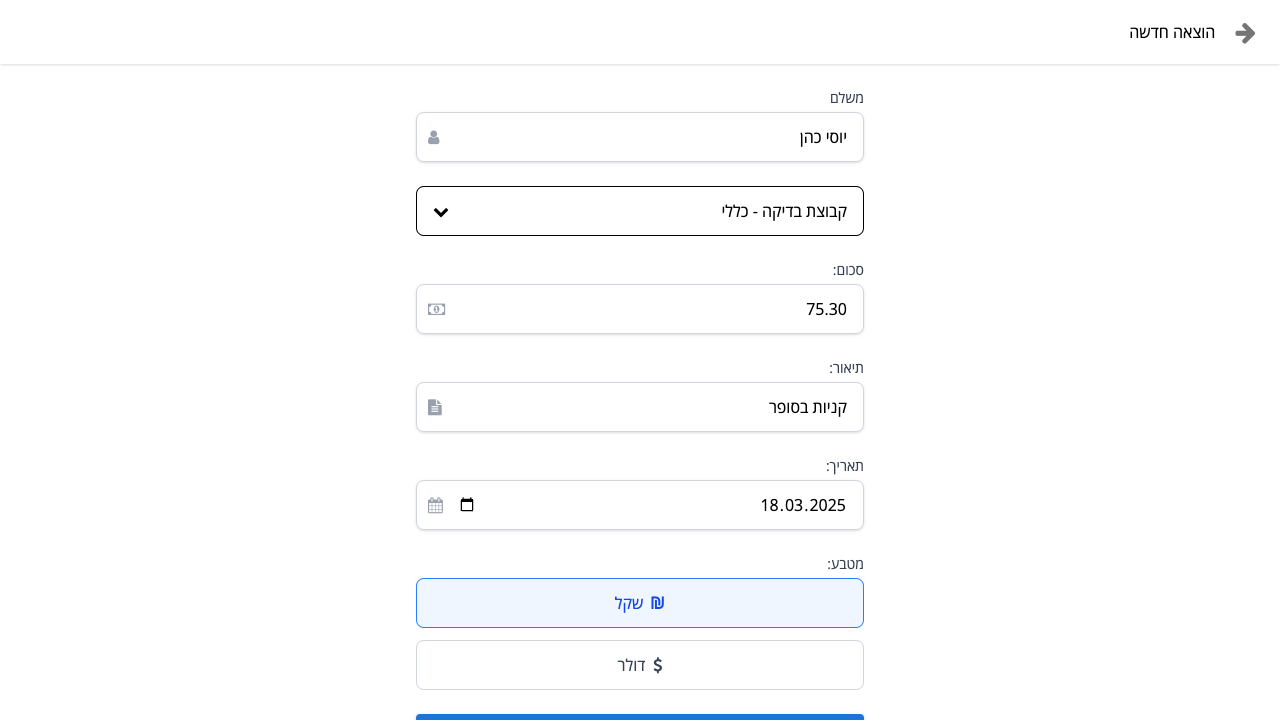 הוצאה חדשה
משלם
יוסי כהן
קבוצת בדיקה - כללי
סכום:
75.30
תיאור:
קניות בסופר
תאריך:
18.03.2025
מטבע:
₪ שקל
$ דולר